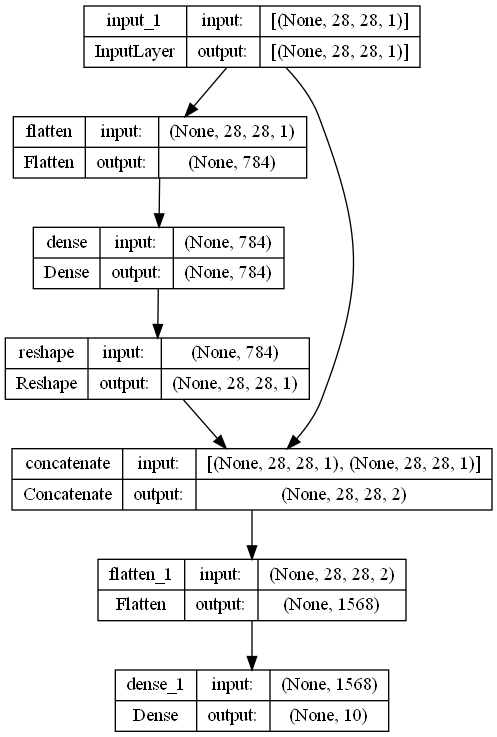 input_1 input: [(None, 28, 28, 1)]
InputLayer output: [(None, 28, 28, 1)]
flatten input: (None, 28, 28, 1)
Flatten output: (None, 784)
dense input: (None, 784)
Dense output: (None, 784)
reshape input: (None, 784)
Reshape output: (None, 28, 28, 1)
concatenate input: [(None, 28, 28, 1), (None, 28, 28, 1)]
Concatenate output: (None, 28, 28, 2)
flatten_1 input: (None, 28, 28, 2)
Flatten output: (None, 1568)
dense_1 input: (None, 1568)
Dense output: (None, 10)